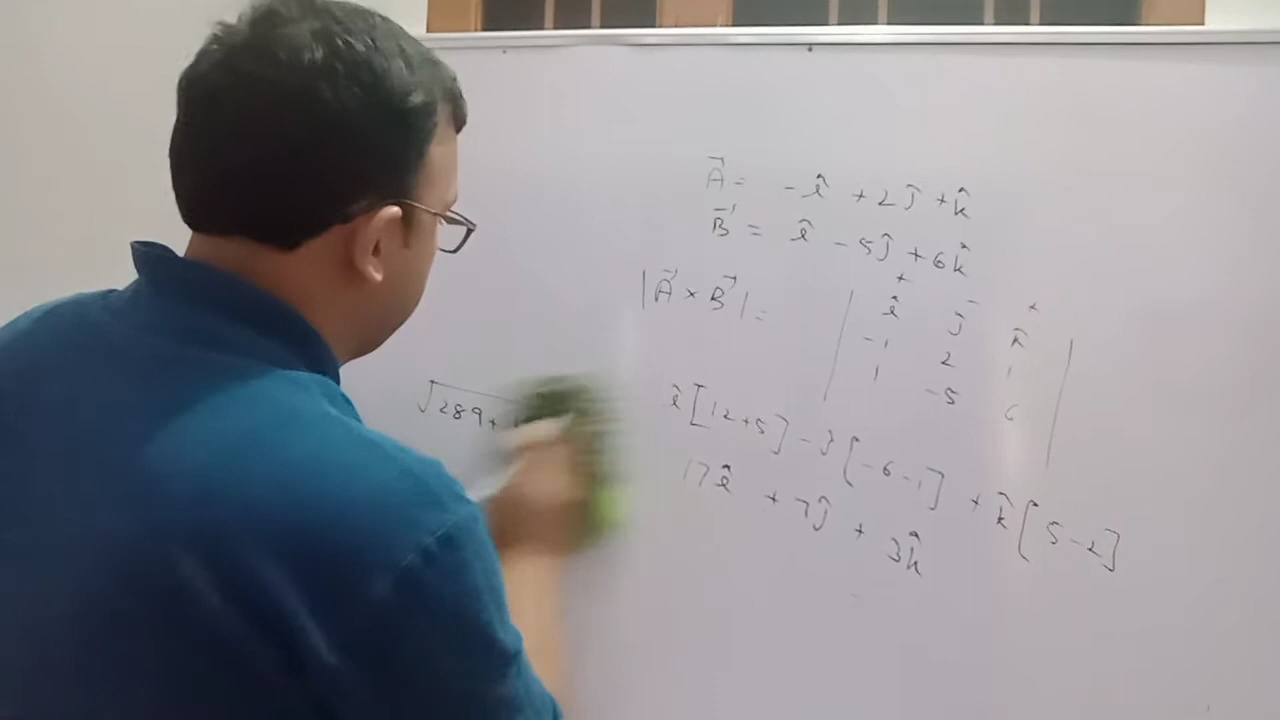 A⃗ = - î + 2ĵ + k̂
B⃗ = î - 5ĵ + 6k̂
|A⃗ × B⃗| =
+ - +
î ĵ k̂
-1 2 1
1 -5 6
î [12+5] - ĵ [-6-1] + k̂ [5-2]
17î + 7ĵ + 3k̂
√289+